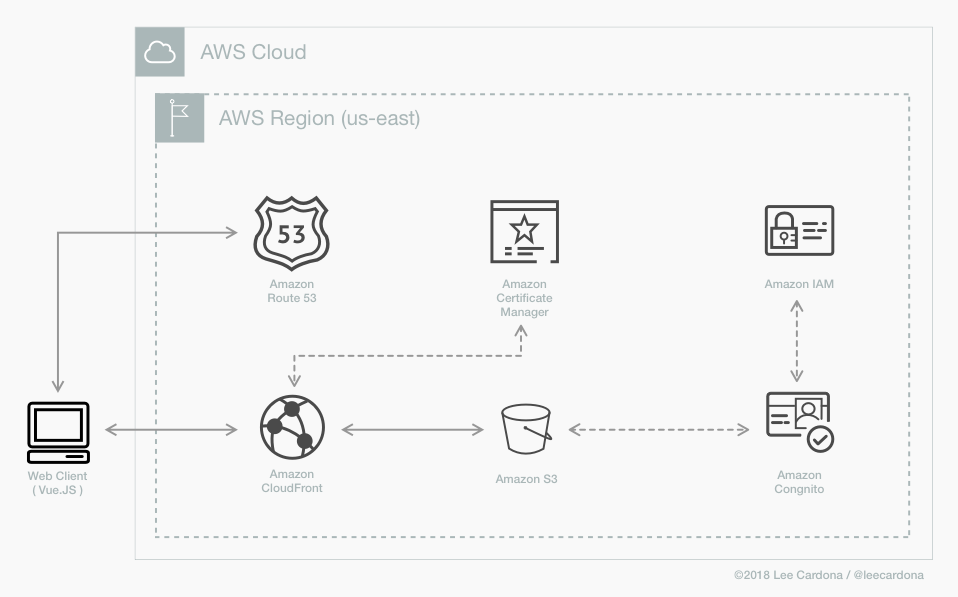 AWS Cloud
AWS Region (us-east)
53
Amazon
Route 53
Amazon
Certificate
Manager
Amazon IAM
Web Client
( Vue.JS )
Amazon
CloudFront
Amazon S3
Amazon
Congnito
©2018 Lee Cardona / @leecardona